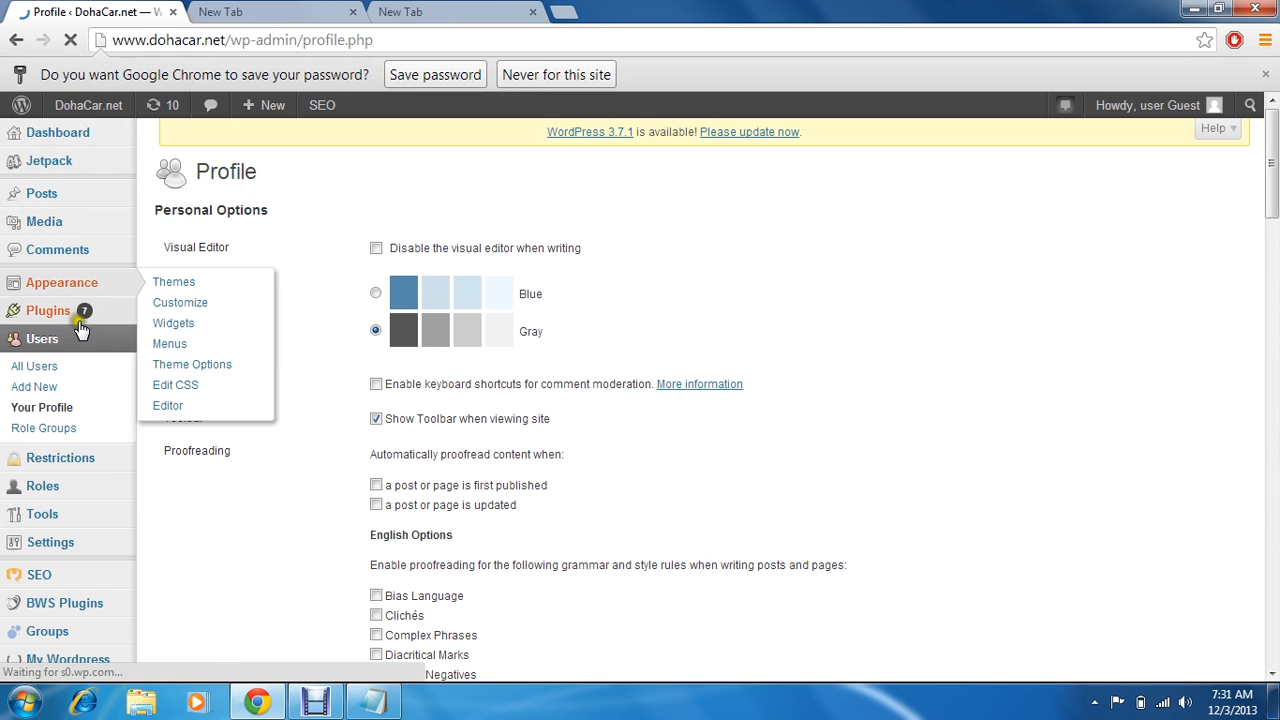 Profile ‹ DohaCar.net — W
New Tab
New Tab
www.dohacar.net/wp-admin/profile.php
Do you want Google Chrome to save your password?
Save password
Never for this site
DohaCar.net
10
New
SEO
Howdy, user Guest
WordPress 3.7.1 is available! Please update now.
Help
Dashboard
Jetpack
Posts
Media
Comments
Appearance
Plugins 7
Users
All Users
Add New
Your Profile
Role Groups
Restrictions
Roles
Tools
Settings
SEO
BWS Plugins
Groups
My Wordpress
Themes
Customize
Widgets
Menus
Theme Options
Edit CSS
Editor
Profile
Personal Options
Visual Editor
Disable the visual editor when writing
Blue
Gray
Enable keyboard shortcuts for comment moderation. More information
Show Toolbar when viewing site
Proofreading
Automatically proofread content when:
a post or page is first published
a post or page is updated
English Options
Enable proofreading for the following grammar and style rules when writing posts and pages:
Bias Language
Clichés
Complex Phrases
Diacritical Marks
Negatives
Waiting for s0.wp.com...
7:31 AM
12/3/2013